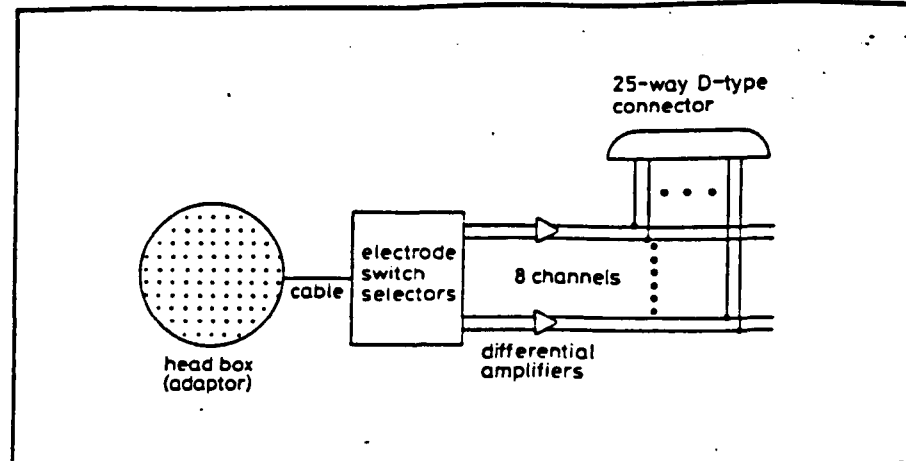 25-way D-type
connector
electrode
switch
selectors
cable
8 channels
head box
(adaptor)
differential
amplifiers